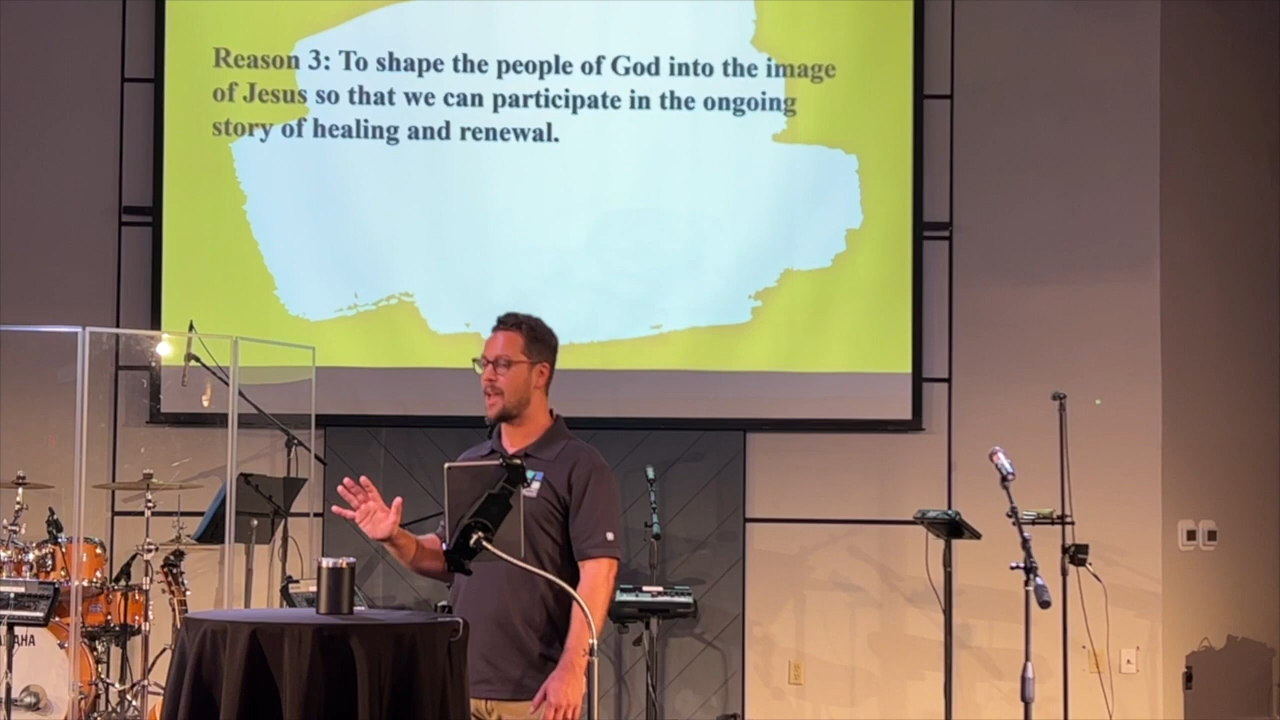 Reason 3: To shape the people of God into the image
of Jesus so that we can participate in the ongoing
story of healing and renewal.
AHA